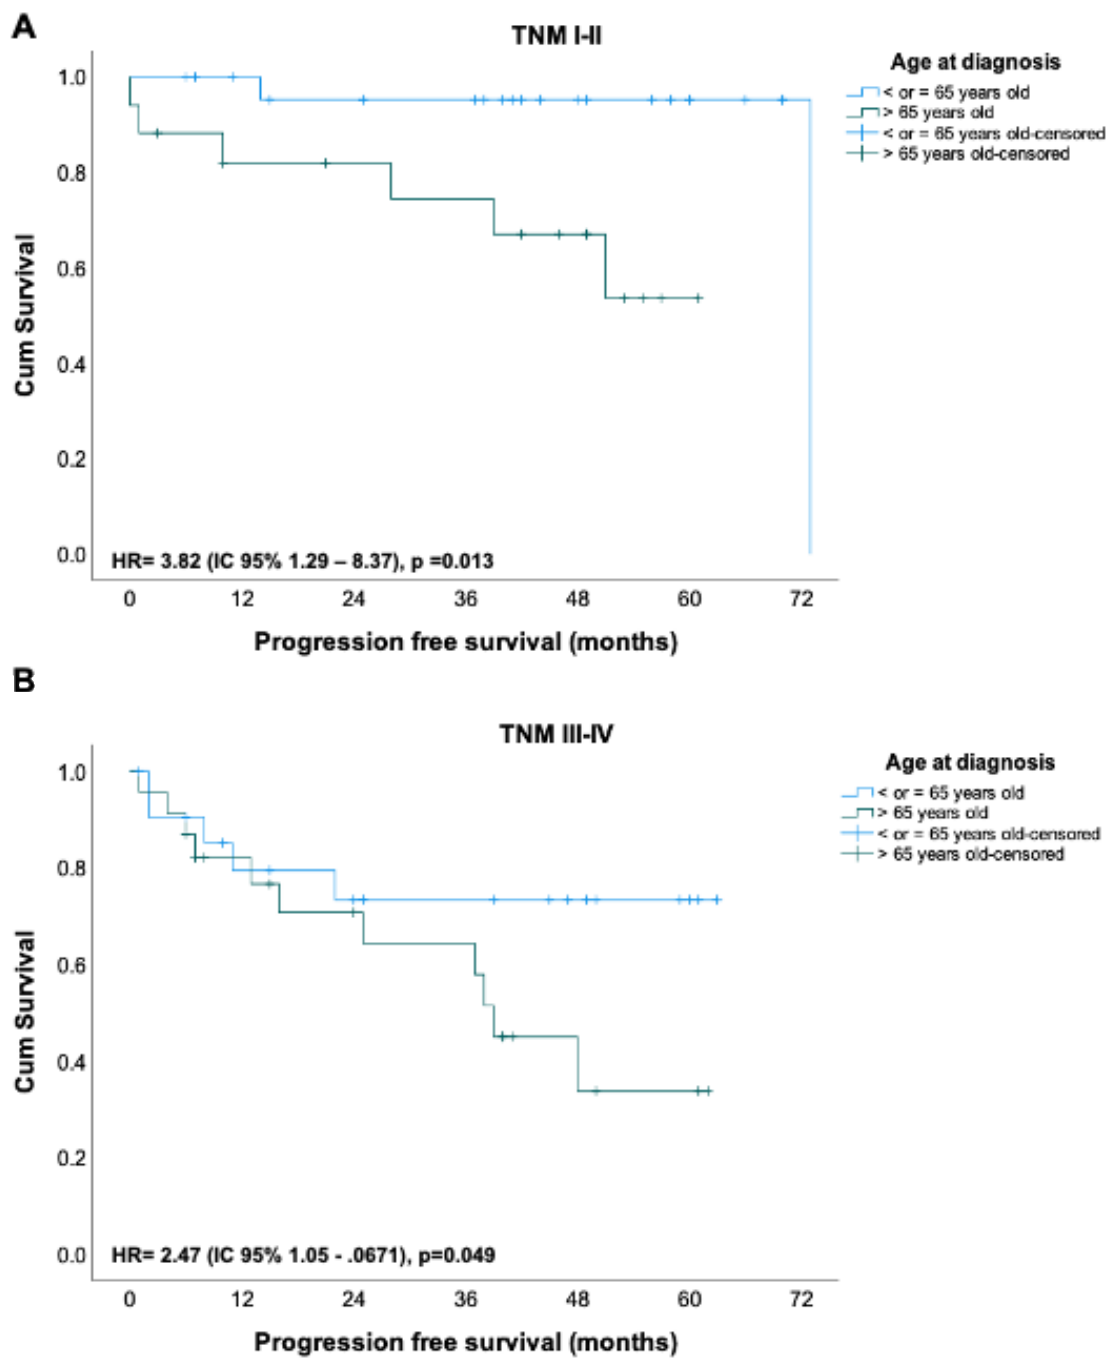 A
TNM I-II
Age at diagnosis
< or = 65 years old
> 65 years old
< or = 65 years old-censored
> 65 years old-censored
Cum Survival
1.0
0.8
0.6
0.4
0.2
0.0
HR= 3.82 (IC 95% 1.29 – 8.37), p =0.013
0 12 24 36 48 60 72
Progression free survival (months)
B
TNM III-IV
Age at diagnosis
< or = 65 years old
> 65 years old
< or = 65 years old-censored
> 65 years old-censored
Cum Survival
1.0
0.8
0.6
0.4
0.2
0.0
HR= 2.47 (IC 95% 1.05 - .0671), p=0.049
0 12 24 36 48 60 72
Progression free survival (months)